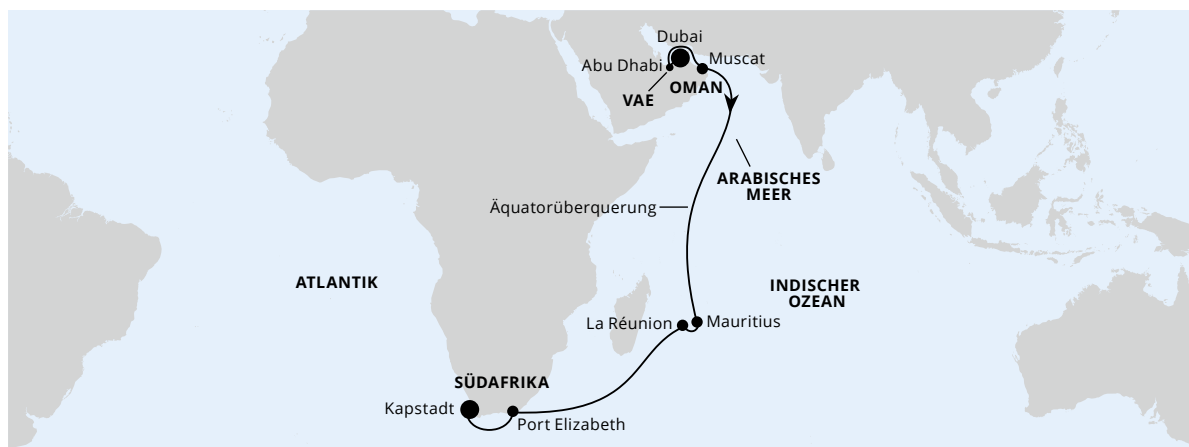 Dubai
Abu Dhabi
Muscat
VAE
OMAN
ARABISCHES
MEER
Äquatorüberquerung
ATLANTIK
INDISCHER
OZEAN
La Réunion
Mauritius
SÜDAFRIKA
Kapstadt
Port Elizabeth